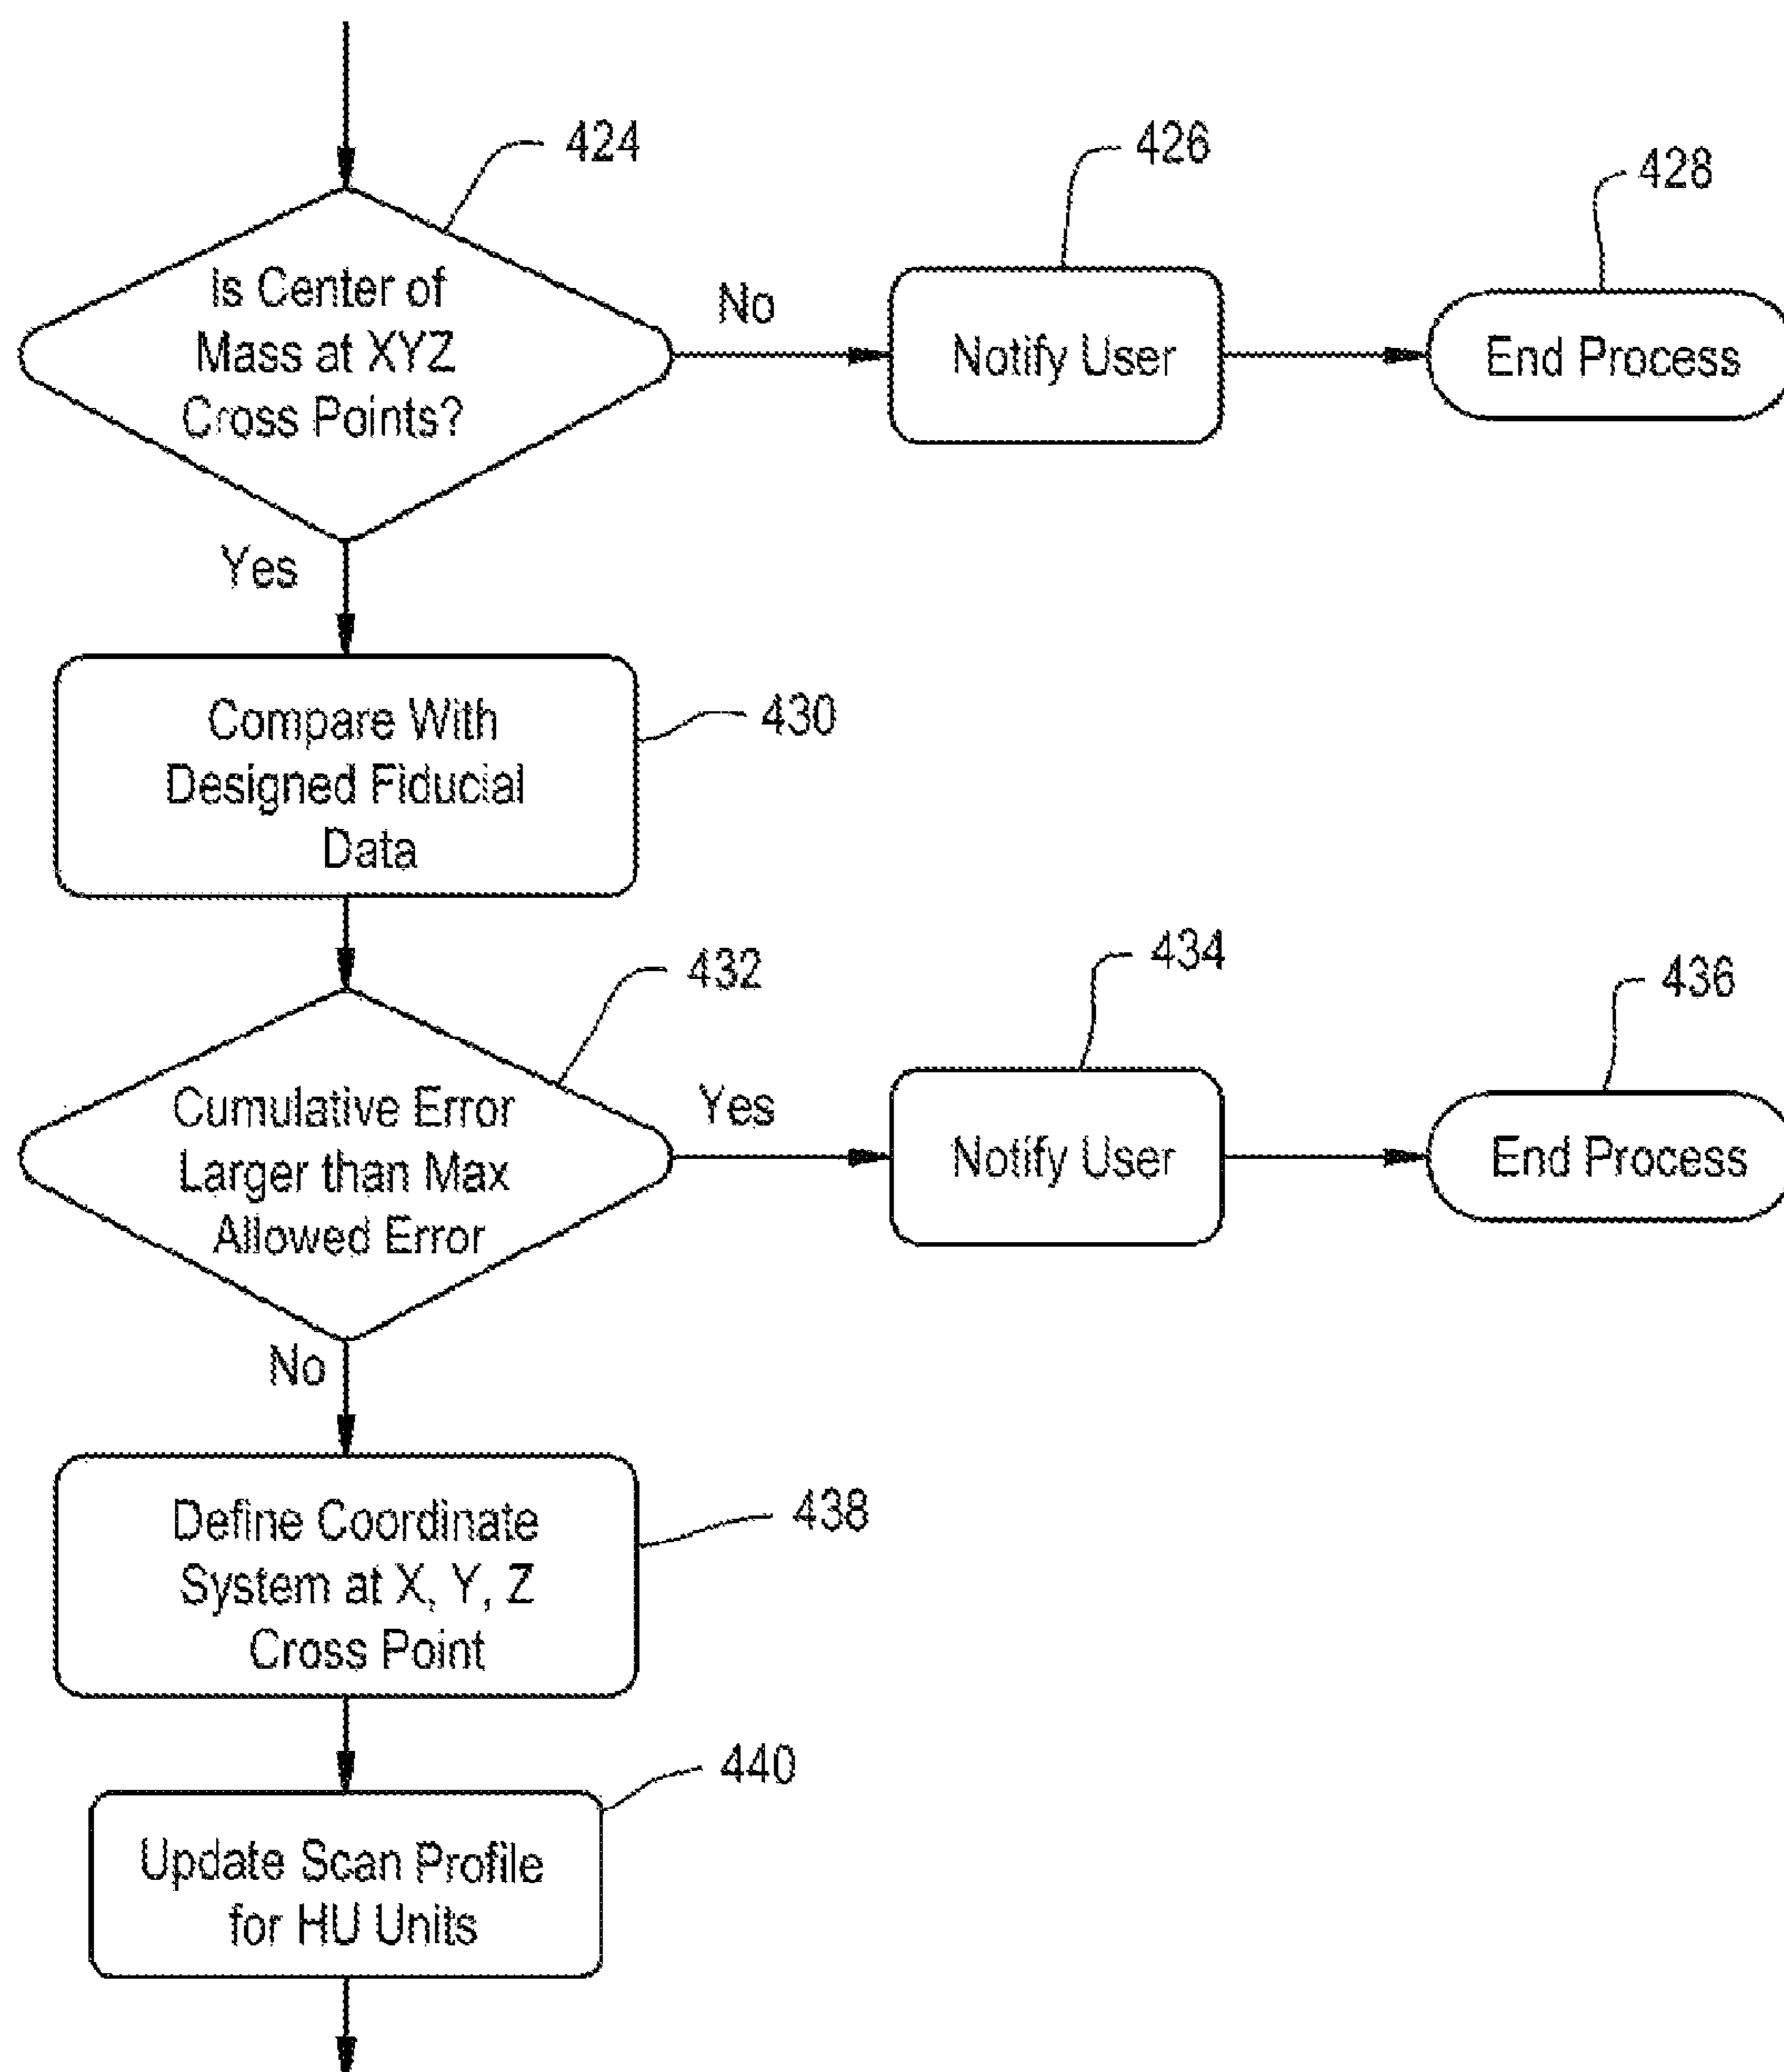 424
426
428
Is Center of
Mass at XYZ
Cross Points?
No
Notify User
End Process
Yes
Compare With
Designed Fiducial
Data
430
432
434
436
Cumulative Error
Larger than Max
Allowed Error
Yes
Notify User
End Process
No
Define Coordinate
System at X, Y, Z
Cross Point
438
440
Update Scan Profile
for HU Units